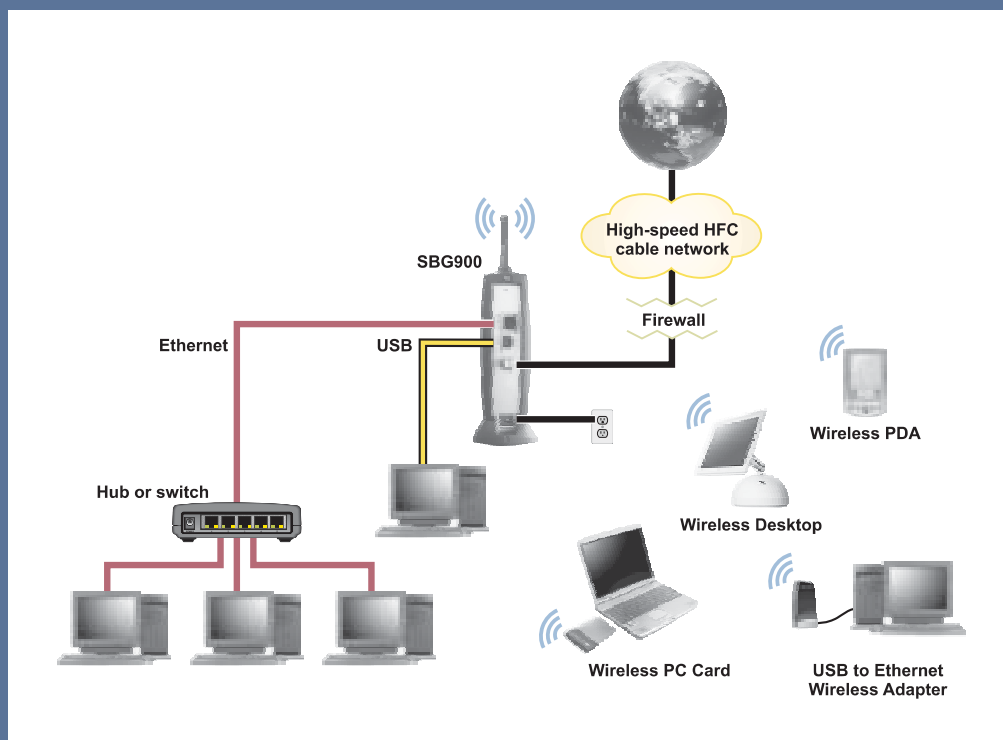 High-speed HFC
cable network
SBG900
Firewall
Ethernet
USB
Wireless PDA
Hub or switch
Wireless Desktop
Wireless PC Card
USB to Ethernet
Wireless Adapter